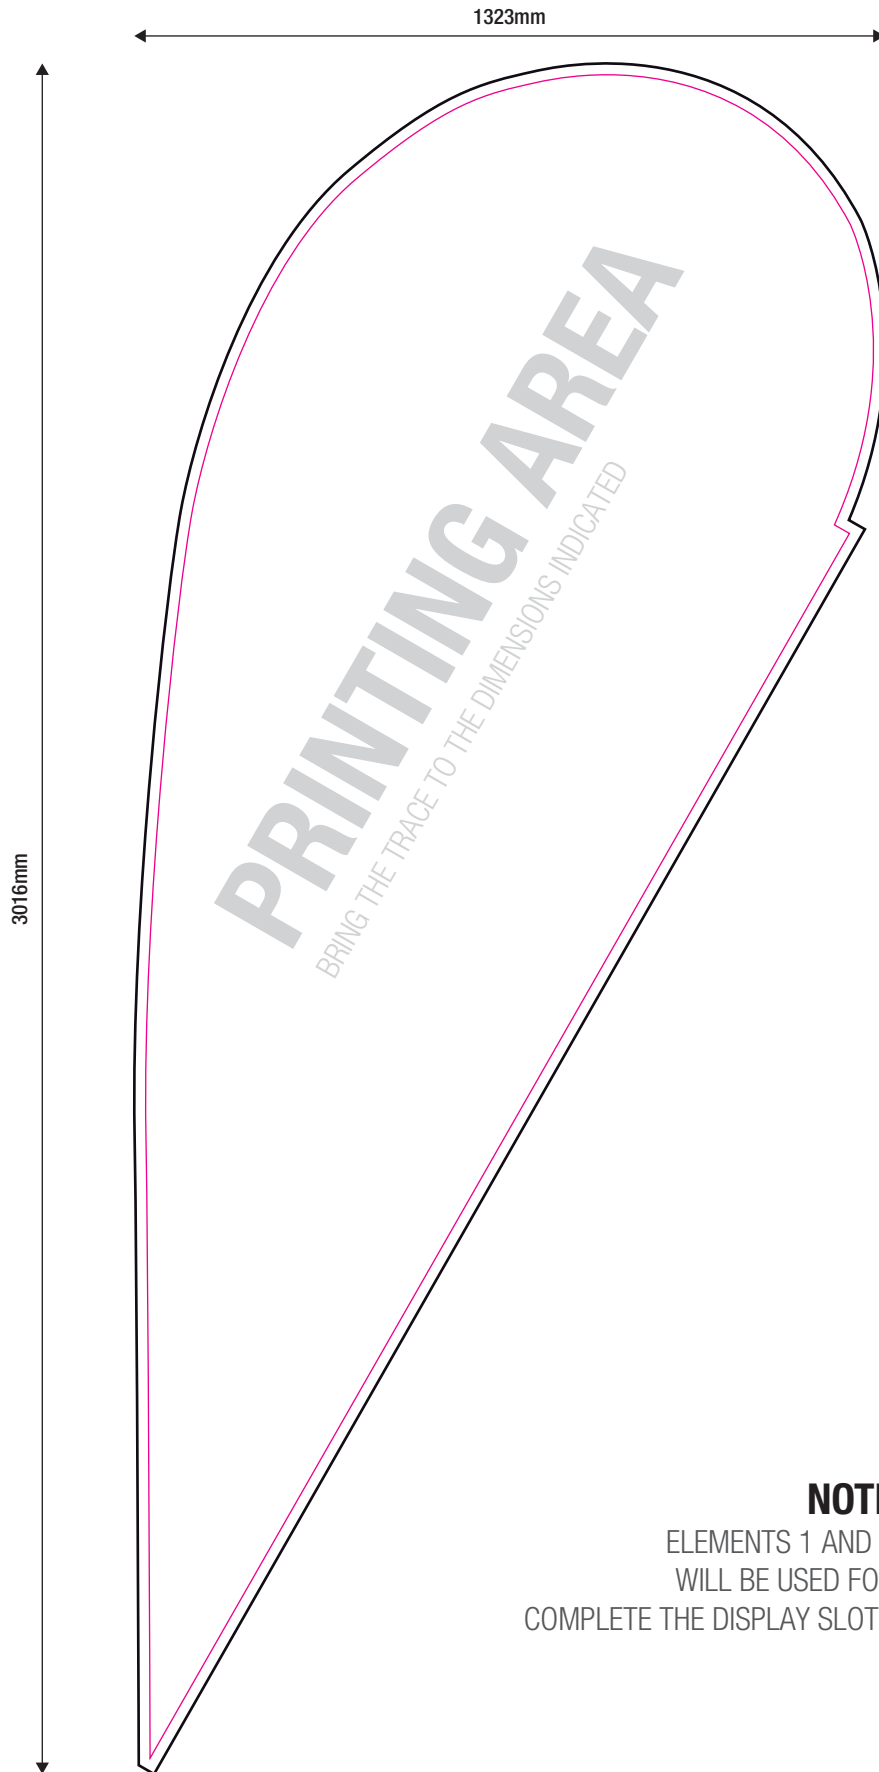 1323mm
3016mm
PRINTING AREA
BRING THE TRACE TO THE DIMENSIONS INDICATED
ELEMENTS 1 AND
WILL BE USED FO
COMPLETE THE DISPLAY SLOT